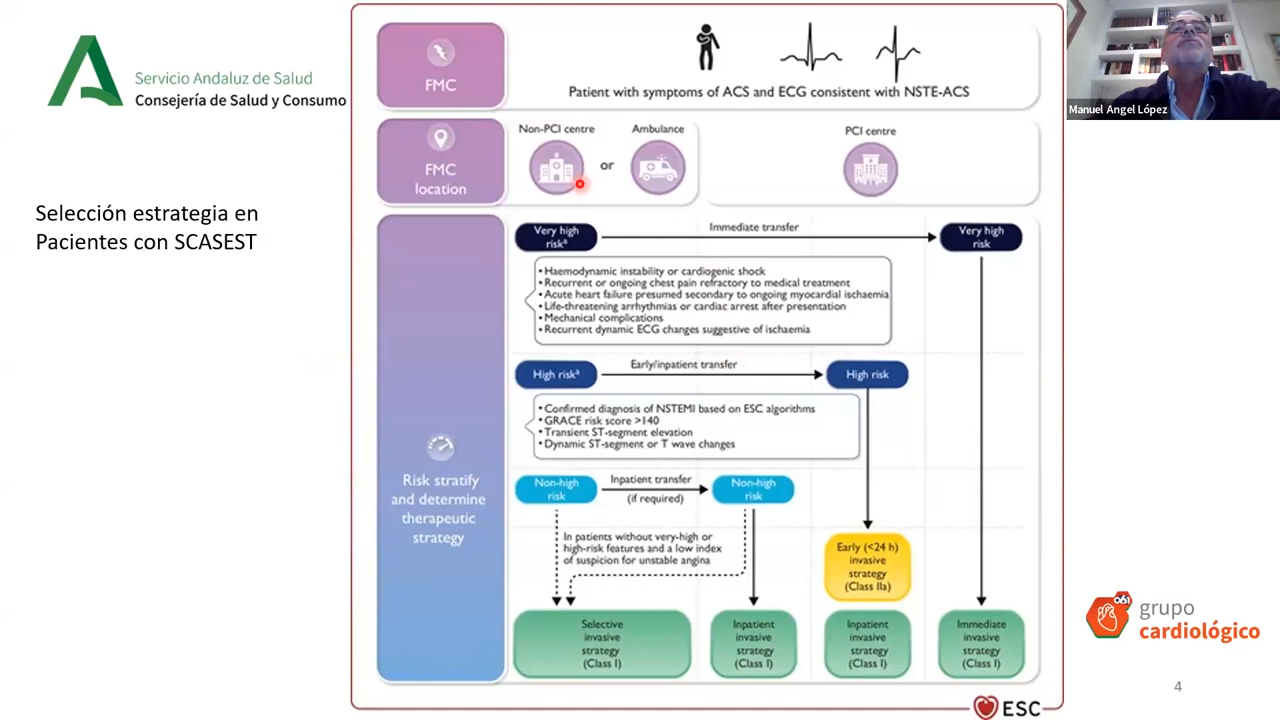 Servicio Andaluz de Salud
Consejería de Salud y Consumo
Selección estrategia en
Pacientes con SCASEST
FMC
Patient with symptoms of ACS and ECG consistent with NSTE-ACS
FMC
location
Non-PCI centre
or
Ambulance
PCI centre
Risk stratify
and determine
therapeutic
strategy
Very high
riskª
Immediate transfer
Very high
risk
• Haemodynamic instability or cardiogenic shock
• Recurrent or ongoing chest pain refractory to medical treatment
• Acute heart failure presumed secondary to ongoing myocardial ischaemia
• Life-threatening arrhythmias or cardiac arrest after presentation
• Mechanical complications
• Recurrent dynamic ECG changes suggestive of ischaemia
High riskª
Early/inpatient transfer
High risk
• Confirmed diagnosis of NSTEMI based on ESC algorithms
• GRACE risk score >140
• Transient ST-segment elevation
• Dynamic ST-segment or T wave changes
Non-high
risk
Inpatient transfer
(if required)
Non-high
risk
In patients without very-high or
high-risk features and a low index
of suspicion for unstable angina
Early (<24 h)
invasive
strategy
(Class IIa)
Selective
invasive
strategy
(Class I)
Inpatient
invasive
strategy
(Class I)
Inpatient
invasive
strategy
(Class I)
Immediate
invasive
strategy
(Class I)
ESC
Manuel Angel López
061
grupo
cardiológico
4